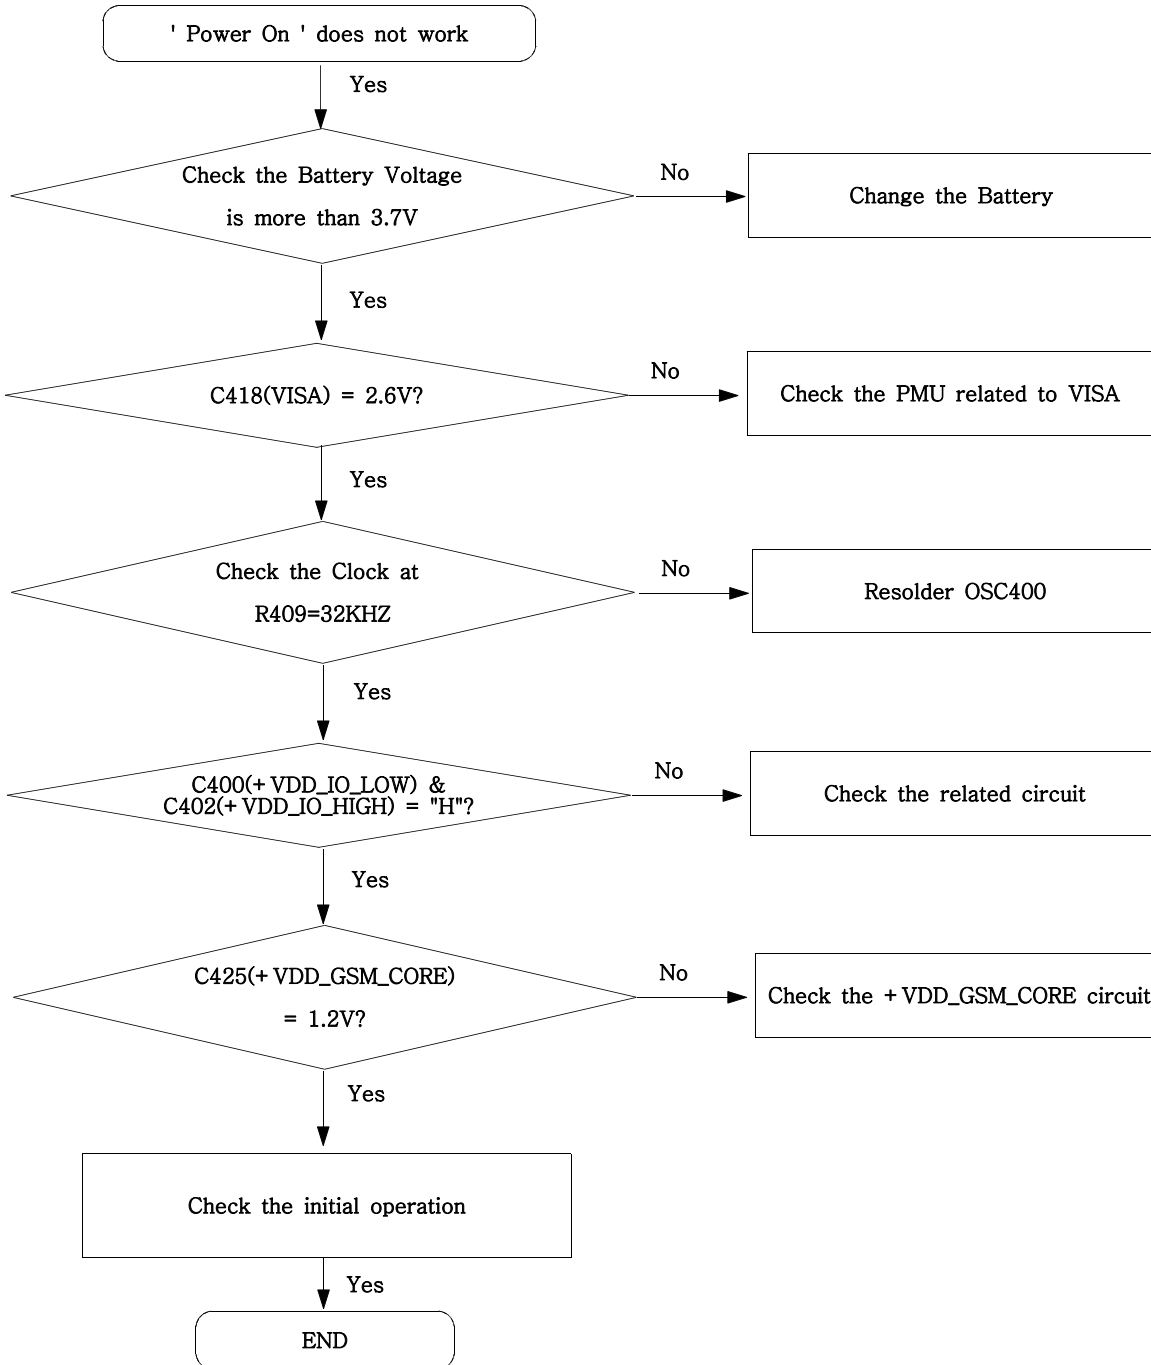 ' Power On ' does not work
Yes
Check the Battery Voltage
is more than 3.7V
No
Change the Battery
Yes
C418(VISA) = 2.6V?
No
Check the PMU related to VISA
Yes
Check the Clock at
R409=32KHZ
No
Resolder OSC400
Yes
C400(+VDD_IO_LOW) &
C402(+VDD_IO_HIGH) = "H"?
No
Check the related circuit
Yes
C425(+VDD_GSM_CORE)
= 1.2V?
No
Check the +VDD_GSM_CORE circuit
Yes
Check the initial operation
Yes
END